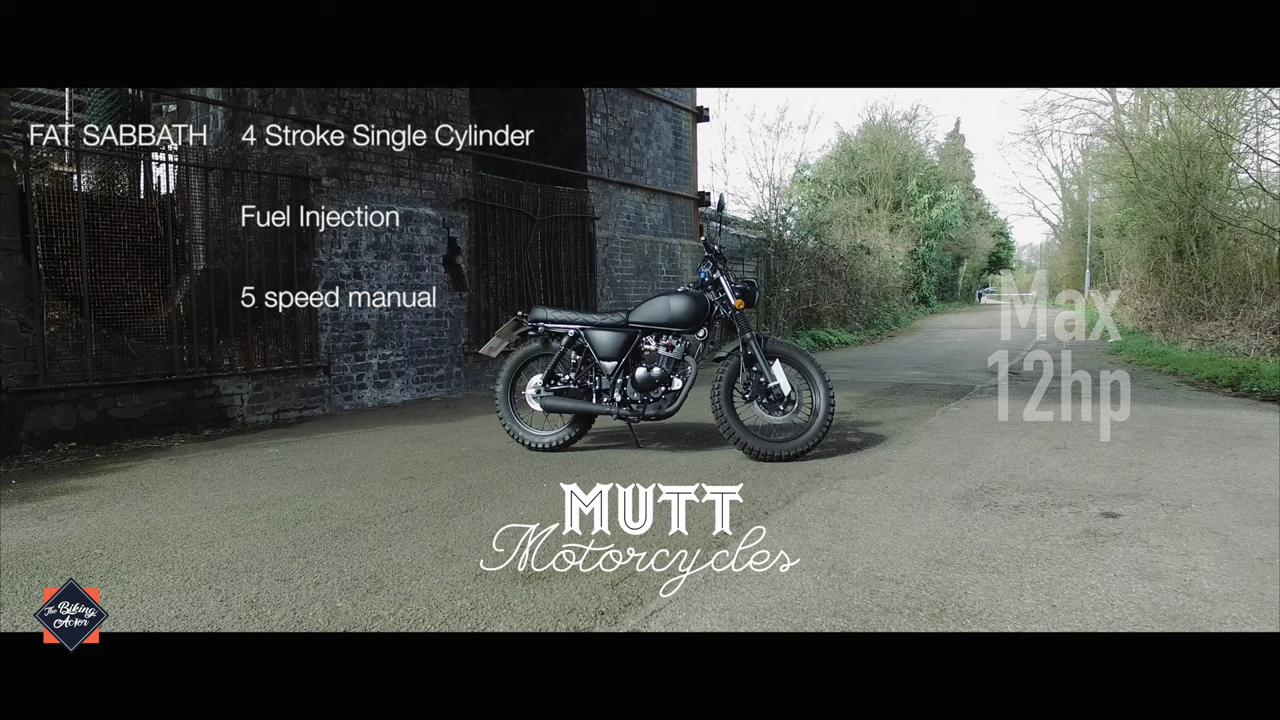 FAT SABBATH 4 Stroke Single Cylinder
Fuel Injection
5 speed manual
Max
12hp
MUTT
Motorcycles
The Biking
Actor